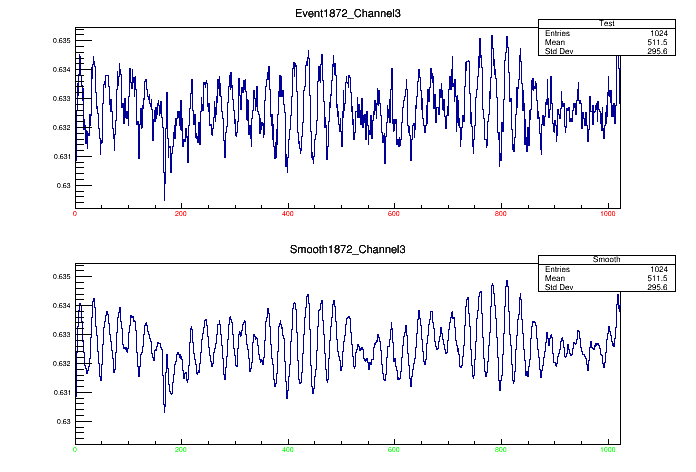 Event1872_Channel3
Test
Entries 1024
Mean 511.5
Std Dev 295.6
0.635
0.634
0.633
0.632
0.631
0.63
0 200 400 600 800 1000
Smooth1872_Channel3
Smooth
Entries 1024
Mean 511.5
Std Dev 295.6
0.635
0.634
0.633
0.632
0.631
0.63
0 200 400 600 800 1000